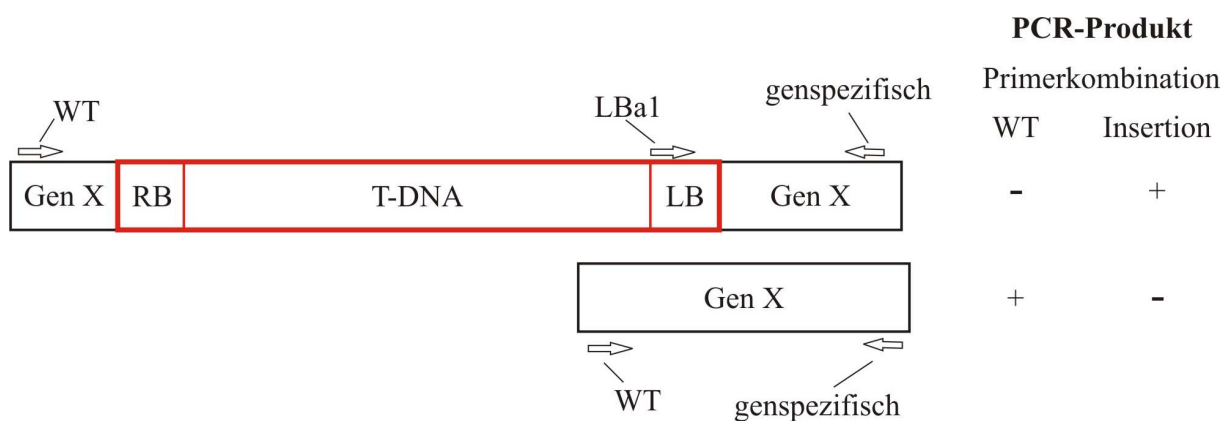 PCR-Produkt
Primerkombination
WT Insertion
WT
LBa1
genspezifisch
Gen X RB T-DNA LB Gen X - +
Gen X + -
WT
genspezifisch